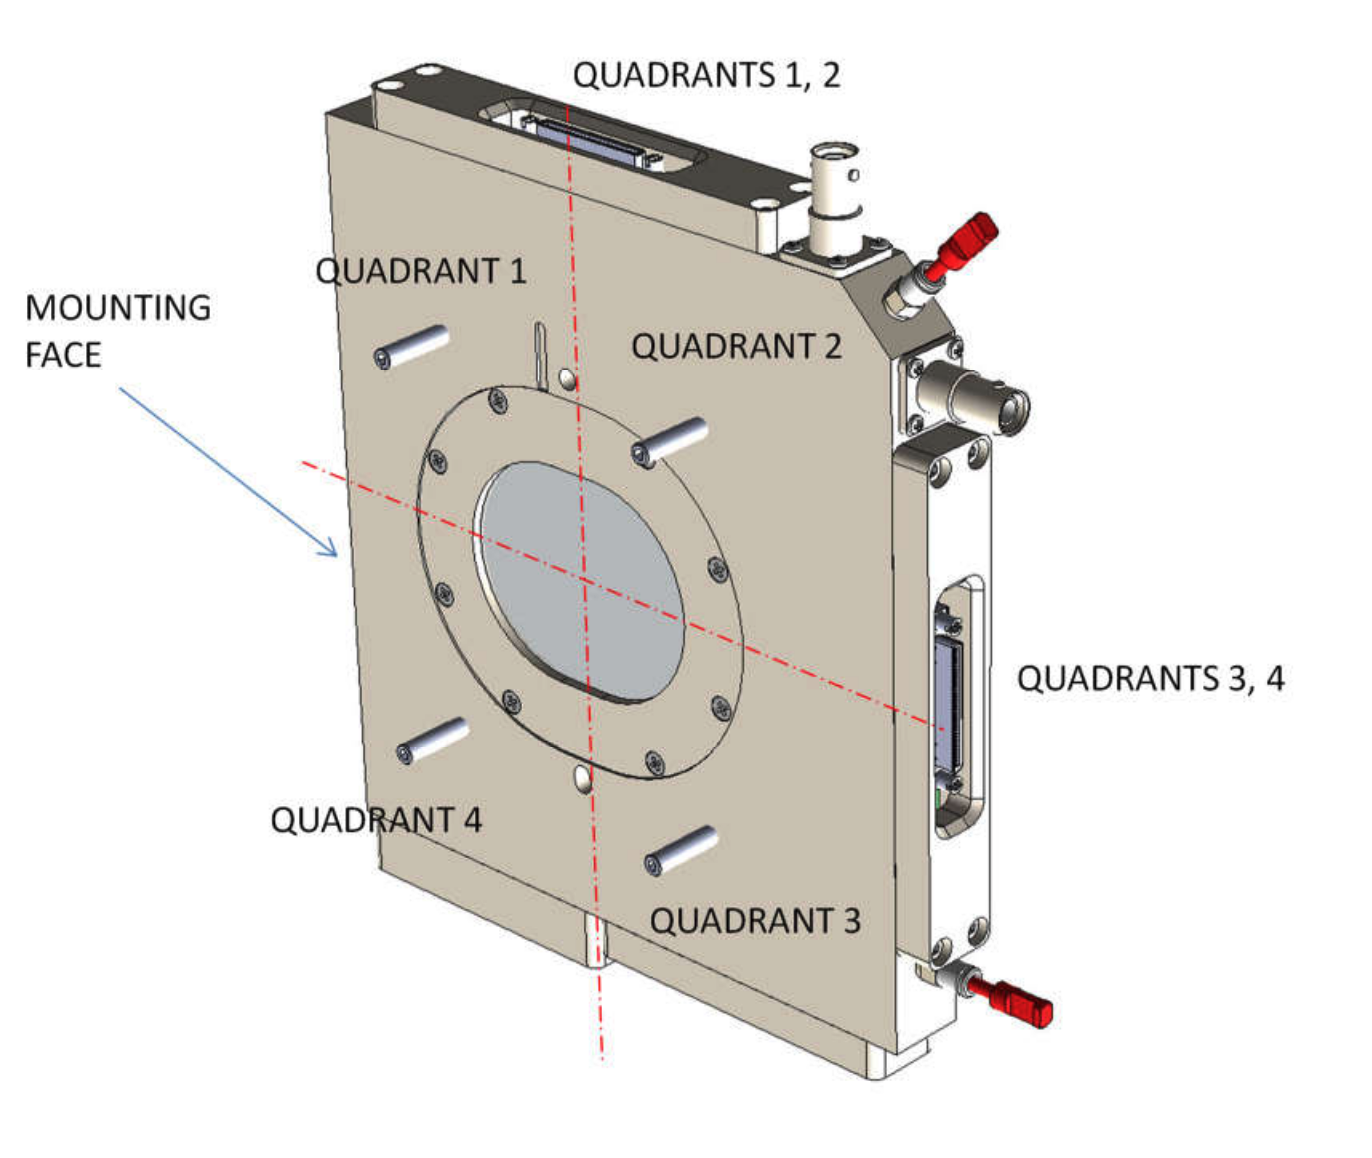 QUADRANTS 1, 2
QUADRANT 1
MOUNTING
FACE
QUADRANT 2
QUADRANTS 3, 4
QUADRANT 4
QUADRANT 3